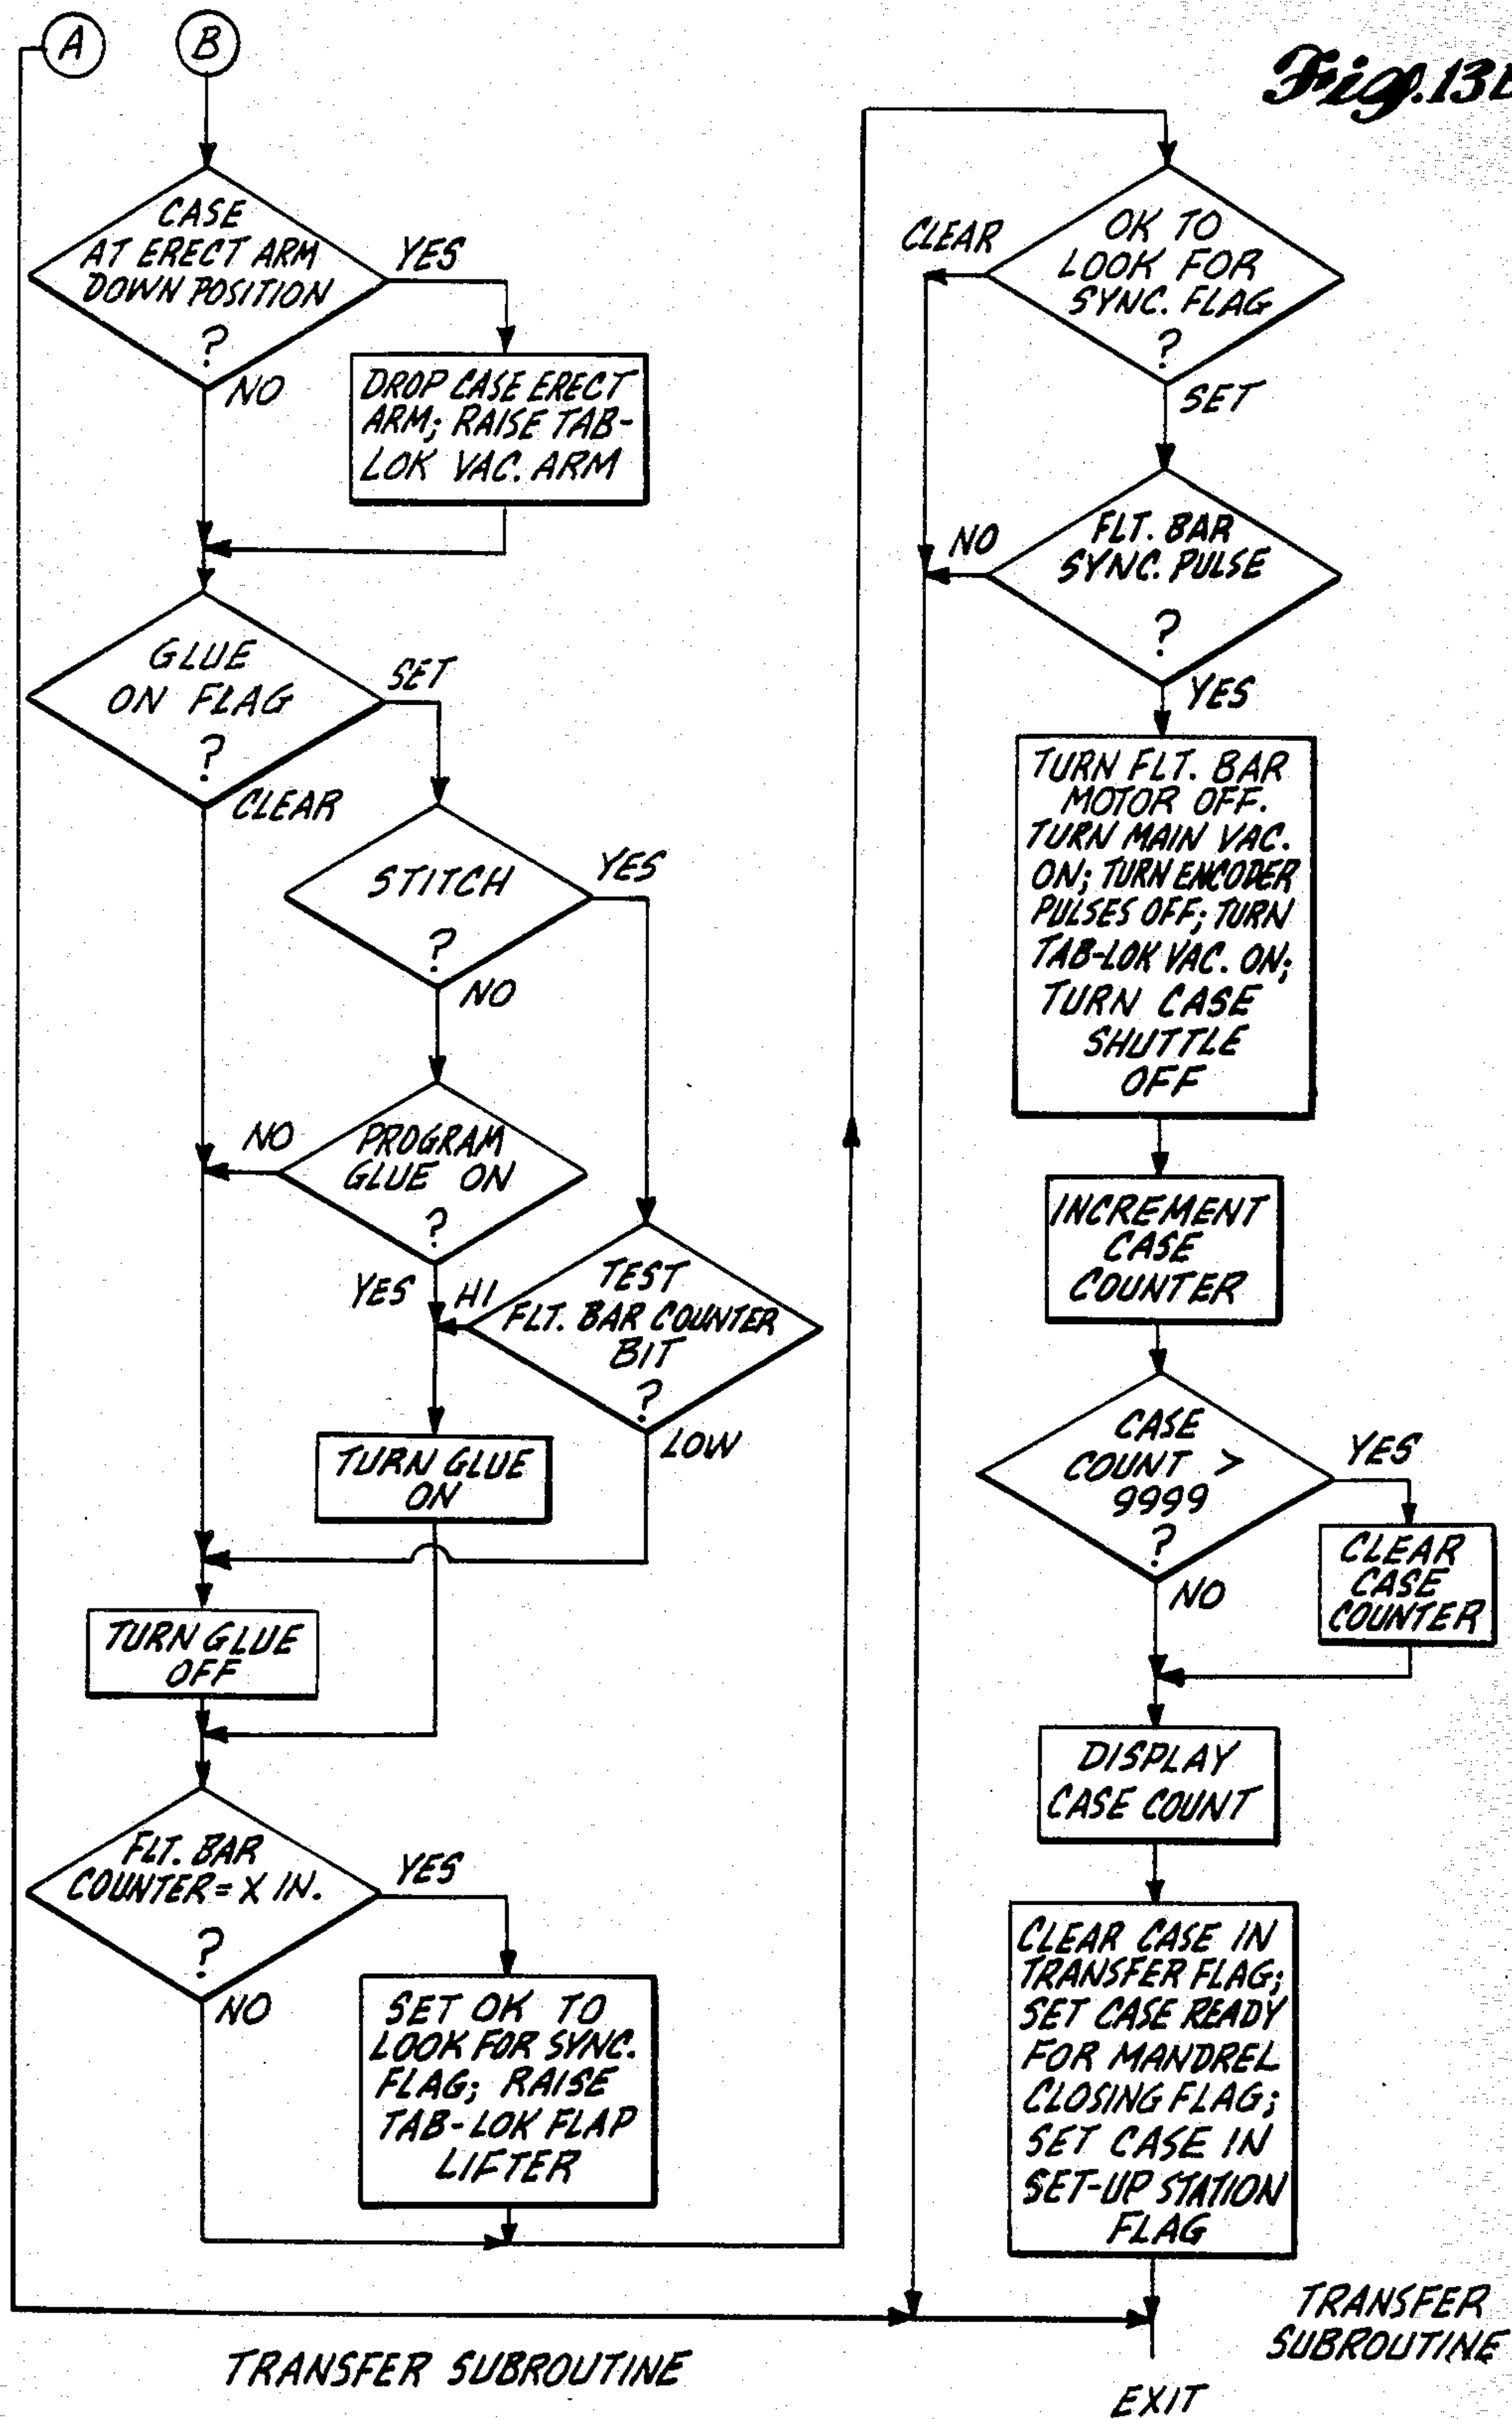 A
B
Fig. 13b
CASE
AT ERECT ARM
DOWN POSITION
?
YES
NO
DROP CASE ERECT
ARM; RAISE TAB-
LOK VAC. ARM
GLUE
ON FLAG
?
SET
CLEAR
STITCH
?
YES
NO
PROGRAM
GLUE ON
?
NO
YES
HI
TEST
FLT. BAR COUNTER
BIT
?
LOW
TURN GLUE
ON
TURN GLUE
OFF
FLT. BAR
COUNTER = X IN.
?
YES
NO
SET OK TO
LOOK FOR SYNC.
FLAG; RAISE
TAB-LOK FLAP
LIFTER
TRANSFER SUBROUTINE
OK TO
LOOK FOR
SYNC. FLAG
?
CLEAR
SET
FLT. BAR
SYNC. PULSE
?
NO
YES
TURN FLT. BAR
MOTOR OFF.
TURN MAIN VAC.
ON; TURN ENCODER
PULSES OFF; TURN
TAB-LOK VAC. ON;
TURN CASE
SHUTTLE
OFF
INCREMENT
CASE
COUNTER
CASE
COUNT >
9999
?
YES
NO
CLEAR
CASE
COUNTER
DISPLAY
CASE COUNT
CLEAR CASE IN
TRANSFER FLAG;
SET CASE READY
FOR MANDREL
CLOSING FLAG;
SET CASE IN
SET-UP STATION
FLAG
TRANSFER
SUBROUTINE
EXIT